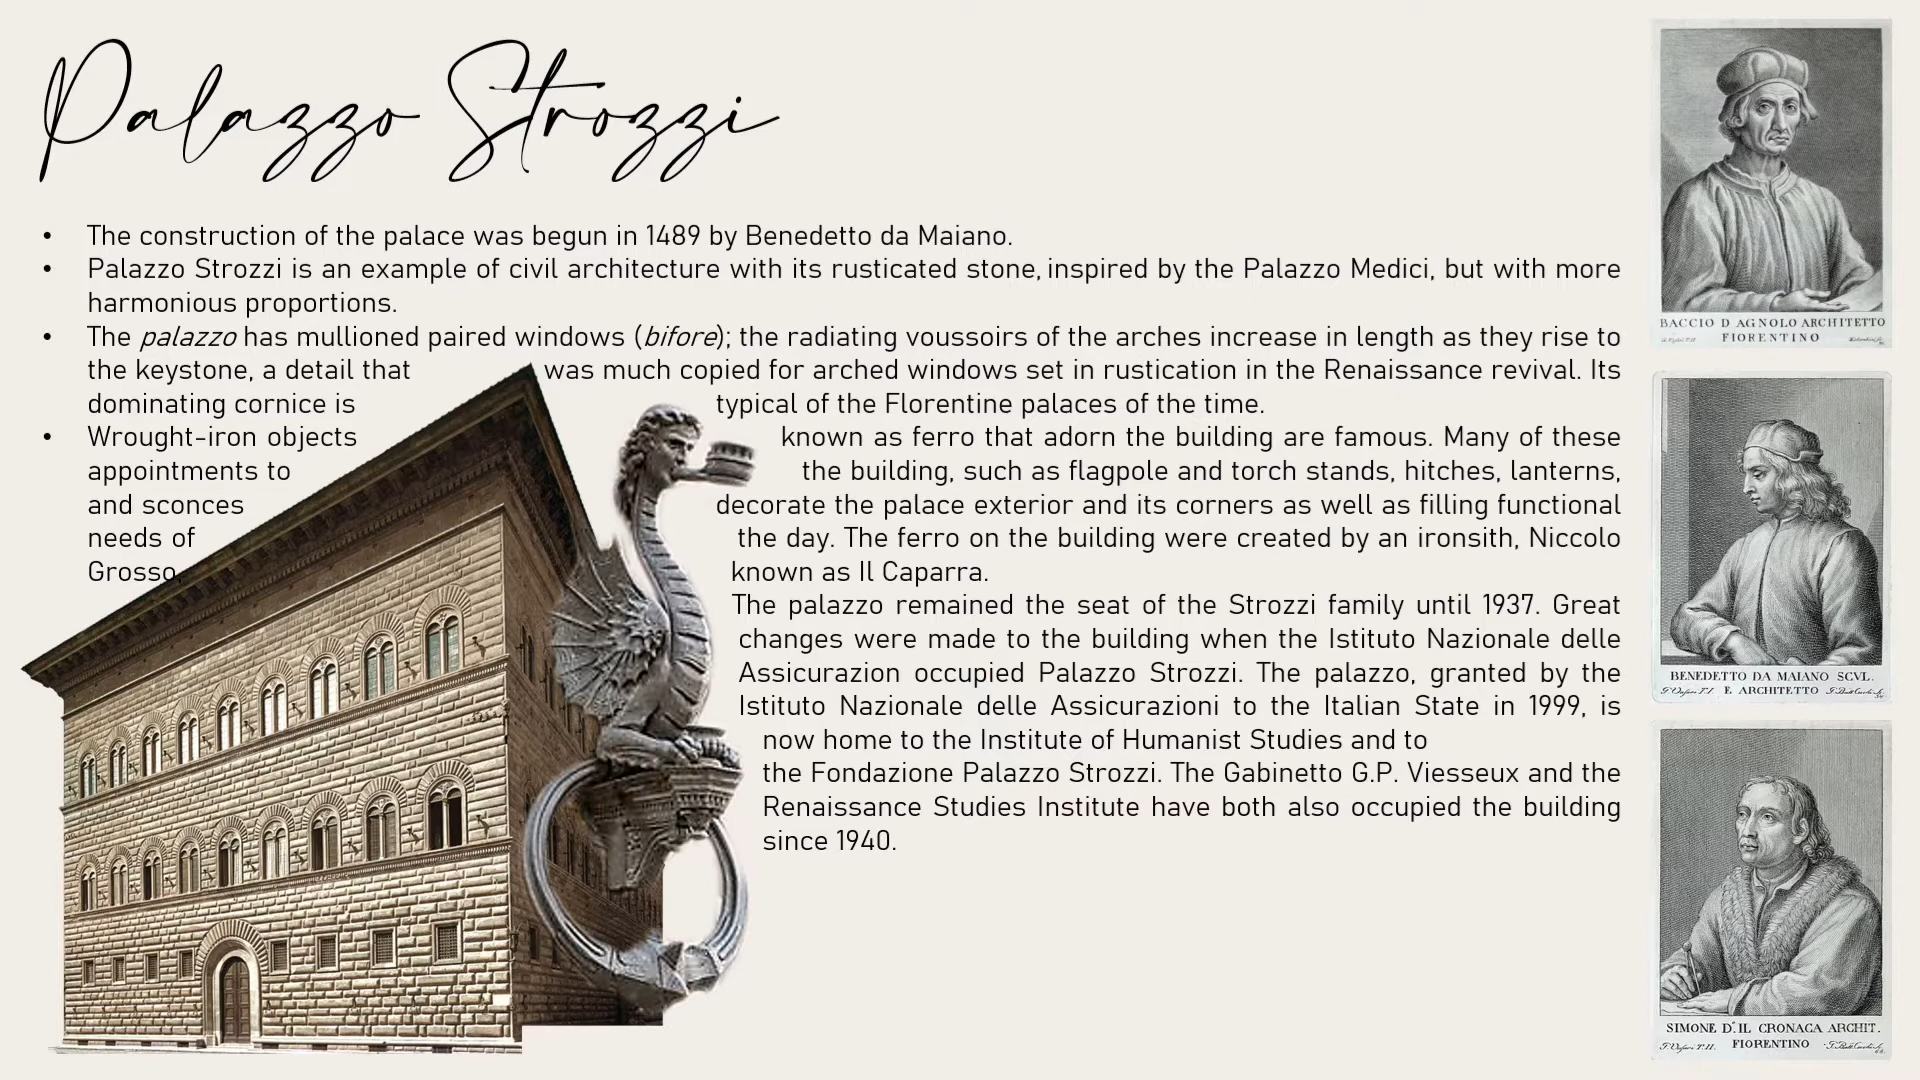 Palazzo Strozzi
• The construction of the palace was begun in 1489 by Benedetto da Maiano.
• Palazzo Strozzi is an example of civil architecture with its rusticated stone, inspired by the Palazzo Medici, but with more
harmonious proportions.
• The palazzo has mullioned paired windows (bifore); the radiating voussoirs of the arches increase in length as they rise to
the keystone, a detail that was much copied for arched windows set in rustication in the Renaissance revival. Its
dominating cornice is typical of the Florentine palaces of the time.
• Wrought-iron objects known as ferro that adorn the building are famous. Many of these
appointments to the building, such as flagpole and torch stands, hitches, lanterns,
and sconces decorate the palace exterior and its corners as well as filling functional
needs of the day. The ferro on the building were created by an ironsith, Niccolo
Grosso, known as Il Caparra.
The palazzo remained the seat of the Strozzi family until 1937. Great
changes were made to the building when the Istituto Nazionale delle
Assicurazion occupied Palazzo Strozzi. The palazzo, granted by the
Istituto Nazionale delle Assicurazioni to the Italian State in 1999, is
now home to the Institute of Humanist Studies and to
the Fondazione Palazzo Strozzi. The Gabinetto G.P. Viesseux and the
Renaissance Studies Institute have both also occupied the building
since 1940.
BACCIO D AGNOLO ARCHITETTO
FIORENTINO
BENEDETTO DA MAIANO SCVL.
E ARCHITETTO
SIMONE D.º IL CRONACA ARCHIT.
FIORENTINO